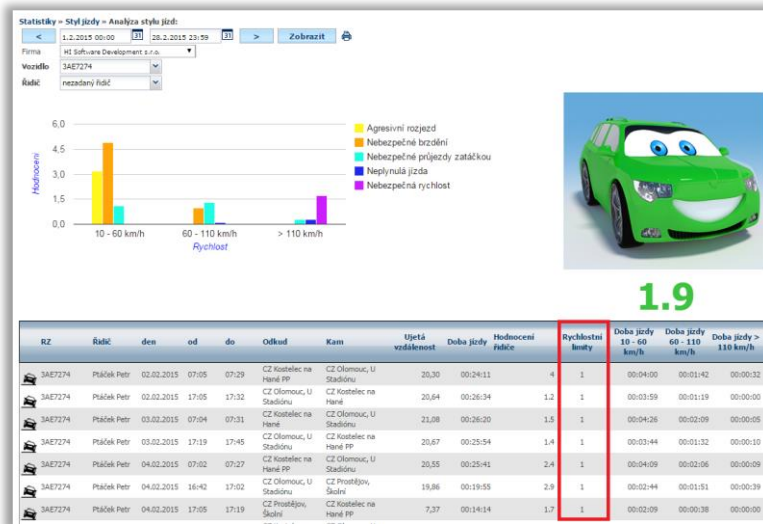 Statistiky » Styl jízdy » Analýza stylu jízd:
< 1.2.2015 00:00 31 28.2.2015 23:59 31 > Zobrazit
Firma HI Software Development s.r.o.
Vozidlo 3AE7274
Řidič nezadaný řidič
6,0
4,5
3,0
1,5
0,0
Hodnocení
10 - 60 km/h 60 - 110 km/h > 110 km/h
Rychlost
Agresivní rozjezd
Nebezpečné brzdění
Nebezpečné průjezdy zatáčkou
Neplynulá jízda
Nebezpečná rychlost
1.9
RZ Řidič den od do Odkud Kam Ujetá vzdálenost Doba jízdy Hodnocení řidiče Rychlostní limity Doba jízdy 10 - 60 km/h Doba jízdy 60 - 110 km/h Doba jízdy > 110 km/h
3AE7274 Ptáček Petr 02.02.2015 07:05 07:29 CZ Kostelec na Hané PP CZ Olomouc, U Stadiónu 20,30 00:24:11 4 1 00:04:00 00:01:42 00:00:32
3AE7274 Ptáček Petr 02.02.2015 17:05 17:32 CZ Olomouc, U Stadiónu CZ Kostelec na Hané 20,64 00:26:34 1.2 1 00:03:59 00:01:19 00:00:00
3AE7274 Ptáček Petr 03.02.2015 07:04 07:31 CZ Kostelec na Hané CZ Olomouc, U Stadiónu 21,08 00:26:20 1.5 1 00:04:26 00:02:09 00:00:05
3AE7274 Ptáček Petr 03.02.2015 17:19 17:45 CZ Olomouc, U Stadiónu CZ Kostelec na Hané PP 20,67 00:25:54 1.4 1 00:03:44 00:01:32 00:00:10
3AE7274 Ptáček Petr 04.02.2015 07:02 07:27 CZ Kostelec na Hané PP CZ Olomouc, U Stadiónu 20,55 00:25:41 2.4 1 00:04:09 00:02:06 00:00:09
3AE7274 Ptáček Petr 04.02.2015 16:42 17:02 CZ Olomouc, U Stadiónu CZ Prostějov, Školní 19,86 00:19:55 2.9 1 00:02:44 00:01:51 00:00:39
3AE7274 Ptáček Petr 04.02.2015 17:05 17:19 CZ Prostějov, Školní CZ Kostelec na Hané PP 7,37 00:14:14 1.7 1 00:02:09 00:00:38 00:00:00